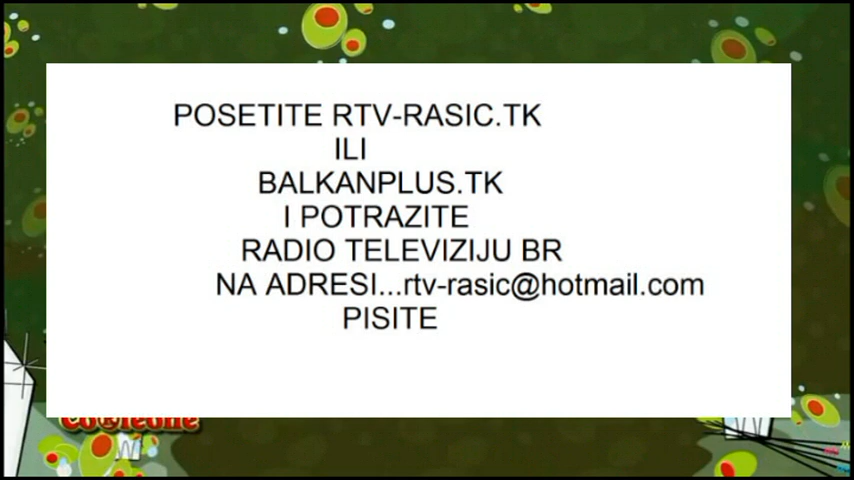 POSETITE RTV-RASIC.TK
ILI
BALKANPLUS.TK
I POTRAZITE
RADIO TELEVIZIJU BR
NA ADRESI...rtv-rasic@hotmail.com
PISITE